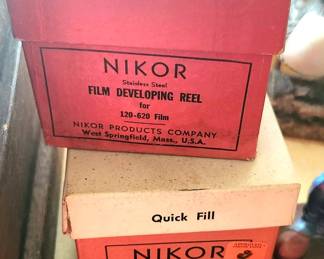 NIKOR
Stainless Steel
FILM DEVELOPING REEL
for
120-620 Film
NIKOR PRODUCTS COMPANY
West Springfield, Mass., U.S.A.
Quick Fill
NIKOR